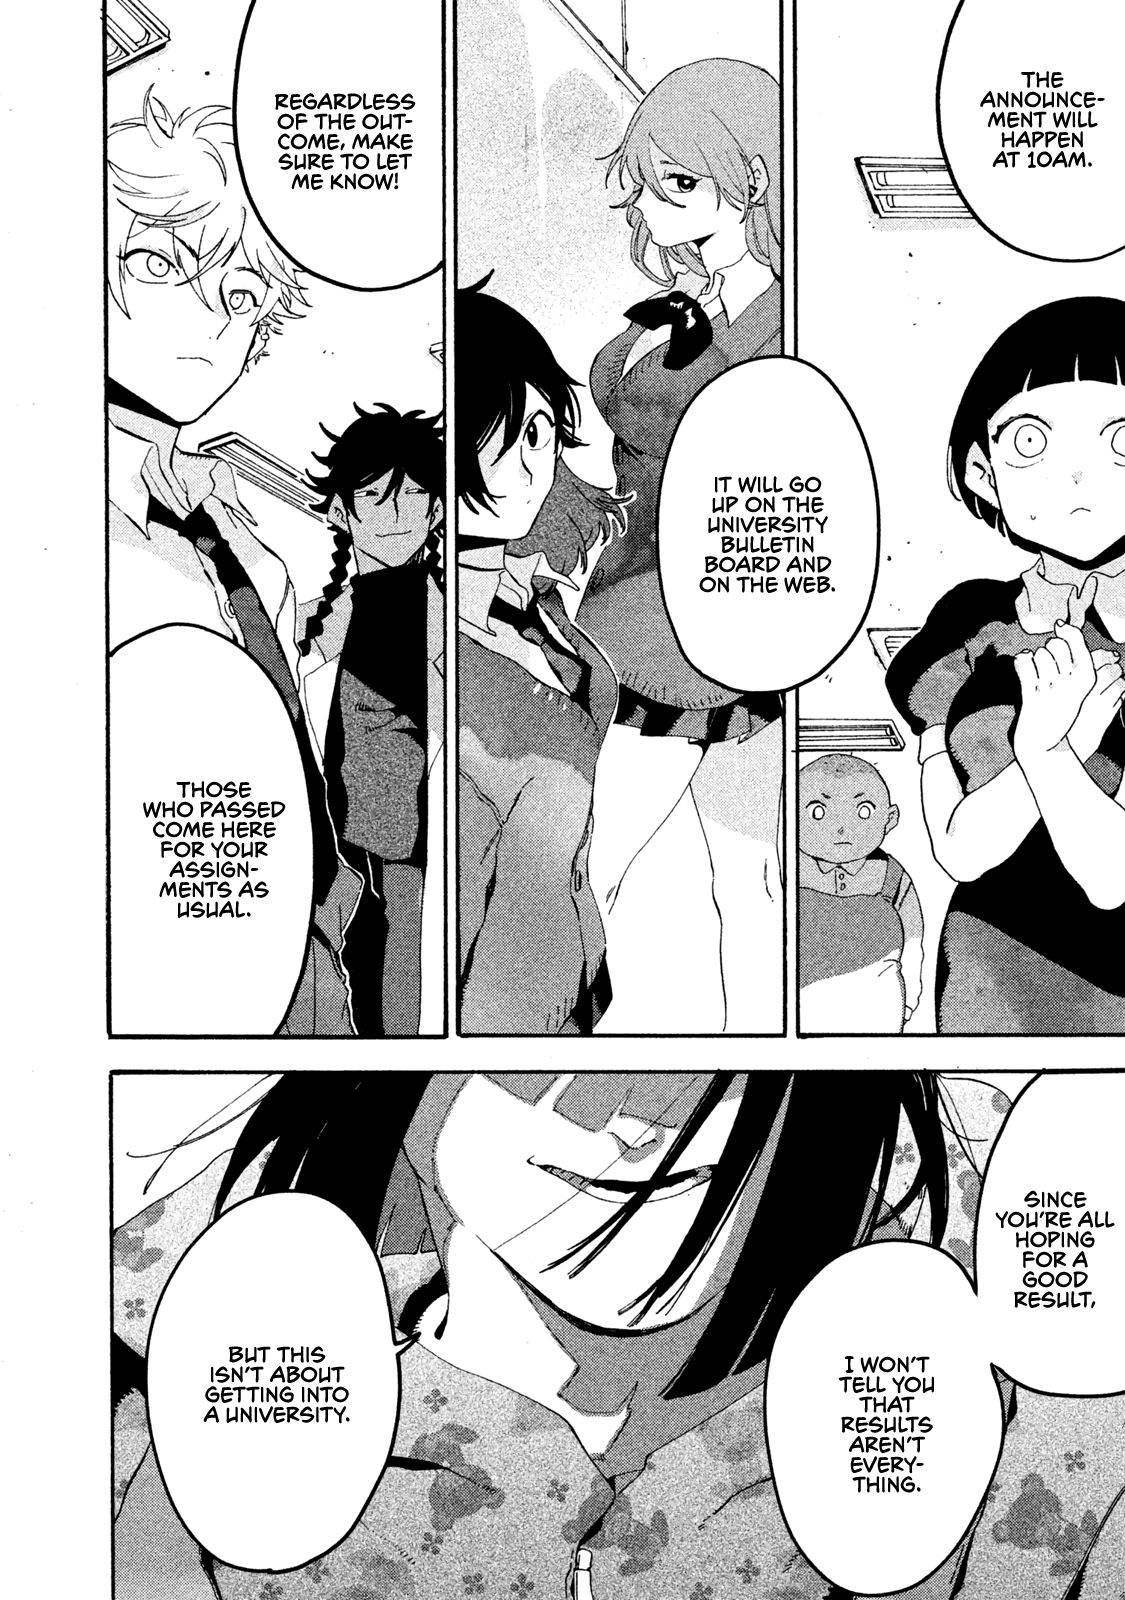 THE
ANNOUNCE-
MENT WILL
HAPPEN
AT 10AM.
IT WILL GO
UP ON THE
UNIVERSITY
BULLETIN
BOARD AND
ON THE WEB.
REGARDLESS
OF THE OUT-
COME, MAKE
SURE TO LET
ME KNOW!
THOSE
WHO PASSED
COME HERE
FOR YOUR
ASSIGN-
MENTS AS
USUAL.
SINCE
YOU'RE ALL
HOPING
FOR A
GOOD
RESULT,
I WON'T
TELL YOU
THAT
RESULTS
AREN'T
EVERY-
THING.
BUT THIS
ISN'T ABOUT
GETTING INTO
A UNIVERSITY.